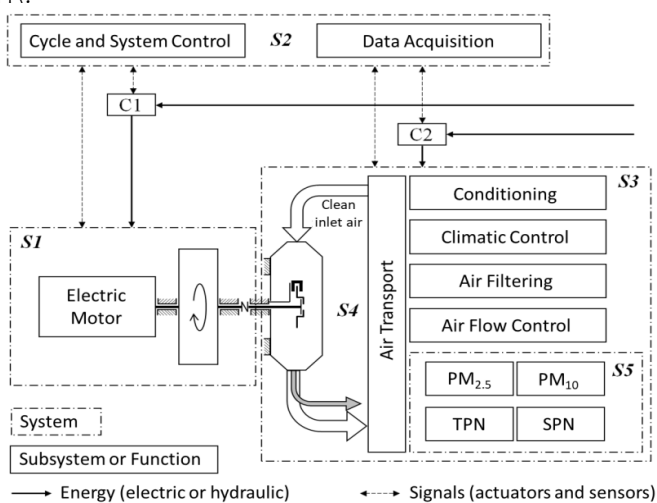 Cycle and System Control
S2
Data Acquisition
C1
C2
S3
Clean
inlet air
Conditioning
S1
Climatic Control
Air Transport
Electric
Motor
S4
Air Filtering
Air Flow Control
S5
PM2.5
PM10
System
TPN
SPN
Subsystem or Function
Energy (electric or hydraulic)
Signals (actuators and sensors)